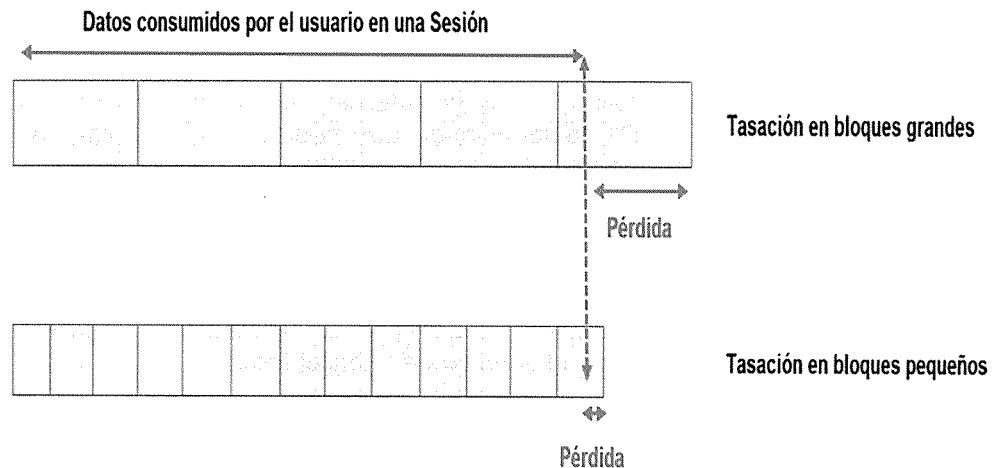 Datos consumidos por el usuario en una Sesión
Tasación en bloques grandes
Pérdida
Tasación en bloques pequeños
Pérdida